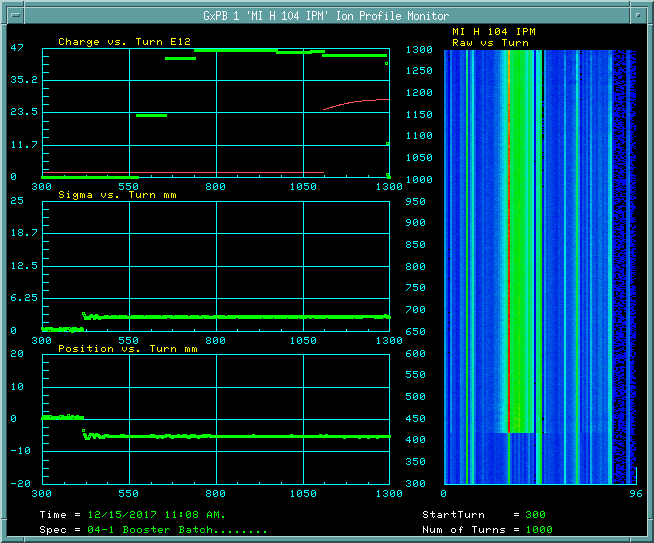 GxPB 1 'MI H 104 IPM' Ion Profile Monitor
Charge vs. Turn E12
47
35.2
23.5
11.7
0
300 550 800 1050 1300
Sigma vs. Turn mm
25
18.7
12.5
6.25
0
300 550 800 1050 1300
Position vs. Turn mm
20
10
0
-10
-20
300 550 800 1050 1300
MI H 104 IPM
Raw vs Turn
1300
1250
1200
1150
1100
1050
1000
950
900
850
800
750
700
650
600
550
500
450
400
350
300
0 96
Time = 12/15/2017 11:08 AM.
Spec = 04-1 Booster Batch........
StartTurn = 300
Num of Turns = 1000